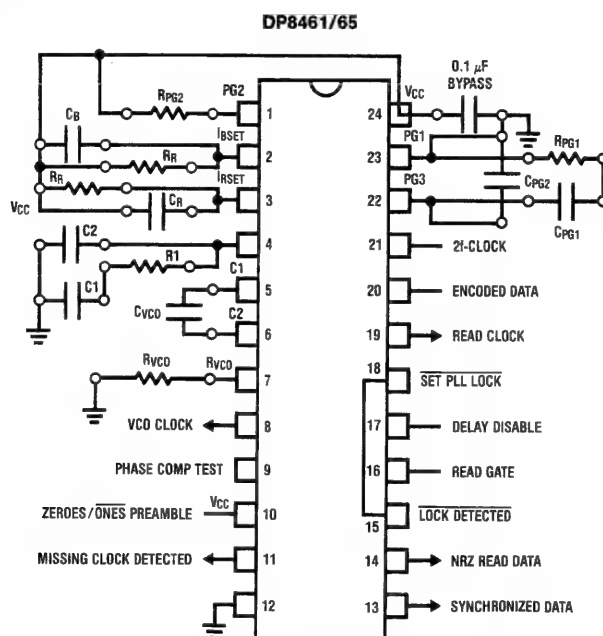 DP8461/65
0.1 μF
BYPASS
VCC
PG2
RPG2
1
24
CB
IBSET
2
PG1
23
RPG1
RR
IRSET
RR
3
PG3
22
CPG2
CPG1
VCC
CR
C2
4
21
2f-CLOCK
R1
C1
C1
5
20
ENCODED DATA
CVCO
C2
6
19
READ CLOCK
RVCO
RVCO
7
18
SET PLL LOCK
VCO CLOCK
8
17
DELAY DISABLE
PHASE COMP TEST
9
16
READ GATE
ZEROES/ONES PREAMBLE
VCC
10
15
LOCK DETECTED
MISSING CLOCK DETECTED
11
14
NRZ READ DATA
12
13
SYNCHRONIZED DATA